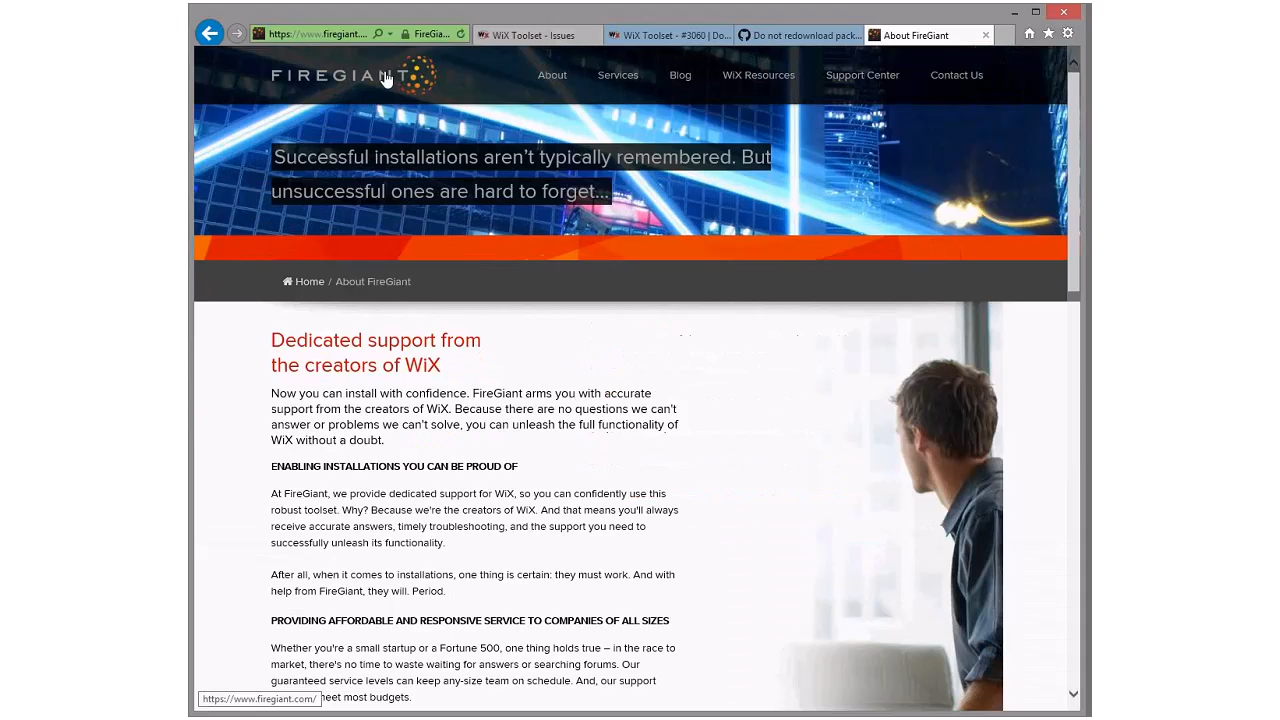 https://www.firegiant....
FireGia...
WiX Toolset - Issues
WiX Toolset - #3060 | Do...
Do not redownload pack...
About FireGiant
FIREGIANT
About
Services
Blog
WiX Resources
Support Center
Contact Us
Successful installations aren't typically remembered. But
unsuccessful ones are hard to forget...
Home / About FireGiant
Dedicated support from
the creators of WiX
Now you can install with confidence. FireGiant arms you with accurate
support from the creators of WiX. Because there are no questions we can't
answer or problems we can't solve, you can unleash the full functionality of
WiX without a doubt.
ENABLING INSTALLATIONS YOU CAN BE PROUD OF
At FireGiant, we provide dedicated support for WiX, so you can confidently use this
robust toolset. Why? Because we're the creators of WiX. And that means you'll always
receive accurate answers, timely troubleshooting, and the support you need to
successfully unleash its functionality.
After all, when it comes to installations, one thing is certain: they must work. And with
help from FireGiant, they will. Period.
PROVIDING AFFORDABLE AND RESPONSIVE SERVICE TO COMPANIES OF ALL SIZES
Whether you're a small startup or a Fortune 500, one thing holds true – in the race to
market, there's no time to waste waiting for answers or searching forums. Our
guaranteed service levels can keep any-size team on schedule. And, our support
meet most budgets.
https://www.firegiant.com/